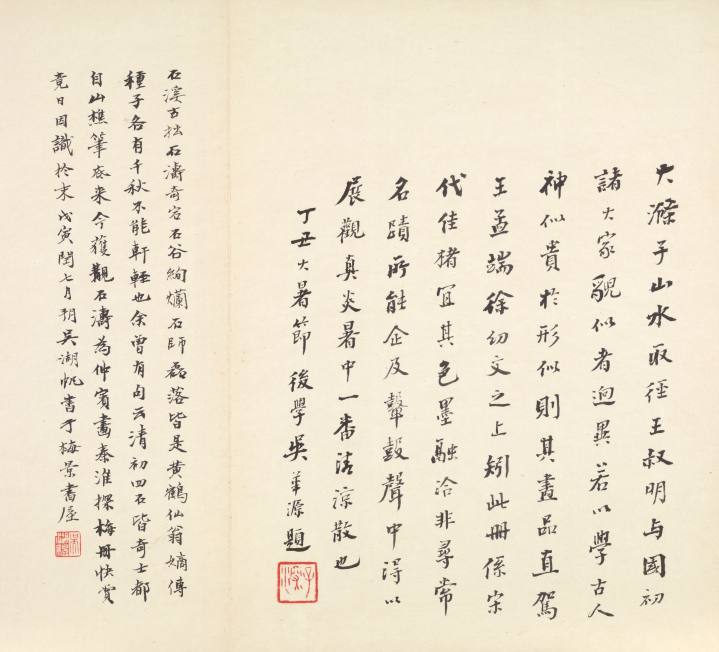 大滌子山水取徑王叔明與國初
諸大家貌似者迥異若以學古人
神似貴於形似則其畫品直駕
王孟端徐幼文之上矧此冊係宋
代佳楮宜其色墨融洽非尋常
名蹟所能企及鼙鼓聲中得以
展觀真炎暑中一番清涼散也
丁丑大暑節後學吳華源題
石溪古拙石濤奇宕石谷絢爛石師磊落皆是黃鶴仙翁嫡傳
種子各有千秋不能軒輊也余曾有句云清初四石皆奇士都
自山樵筆底來今獲觀石濤為仲賓畫秦淮探梅冊快賞
竟日因識於末戊寅閏七月朔吳湖帆書于梅景書屋